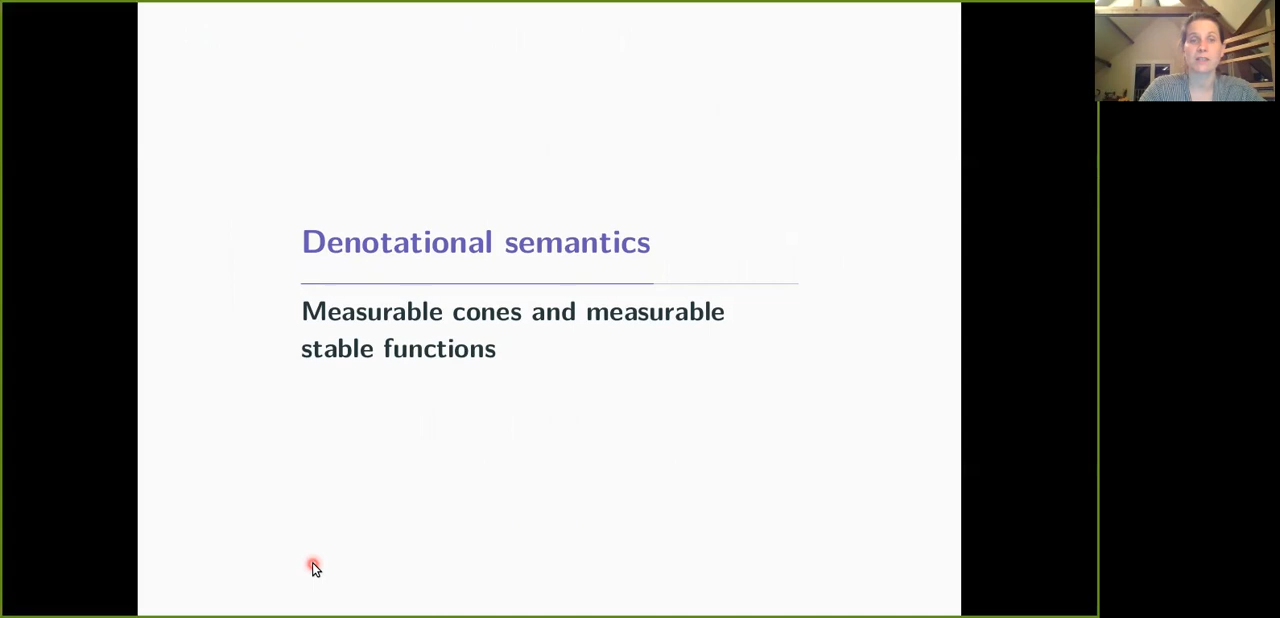 Denotational semantics
Measurable cones and measurable
stable functions